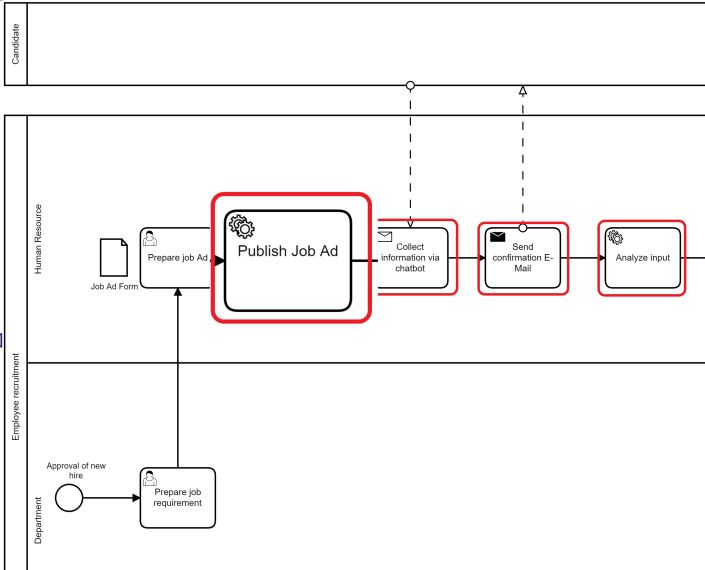 Candidate
Employee recruitment
Human Resource
Job Ad Form
Prepare job Ad
Publish Job Ad
Collect
information via
chatbot
Send
confirmation E-
Mail
Analyze input
Department
Approval of new
hire
Prepare job
requirement